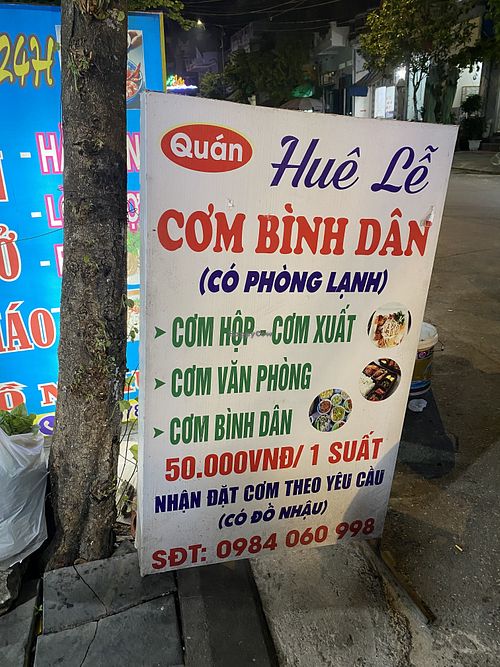 24H
Quán
Huê Lễ
CƠM BÌNH DÂN
(CÓ PHÒNG LẠNH)
➤ CƠM HỘP - CƠM XUẤT
➤ CƠM VĂN PHÒNG
➤ CƠM BÌNH DÂN
50.000VNĐ/ 1 SUẤT
NHẬN ĐẶT CƠM THEO YÊU CẦU
(CÓ ĐỒ NHẬU)
SĐT: 0984 060 998